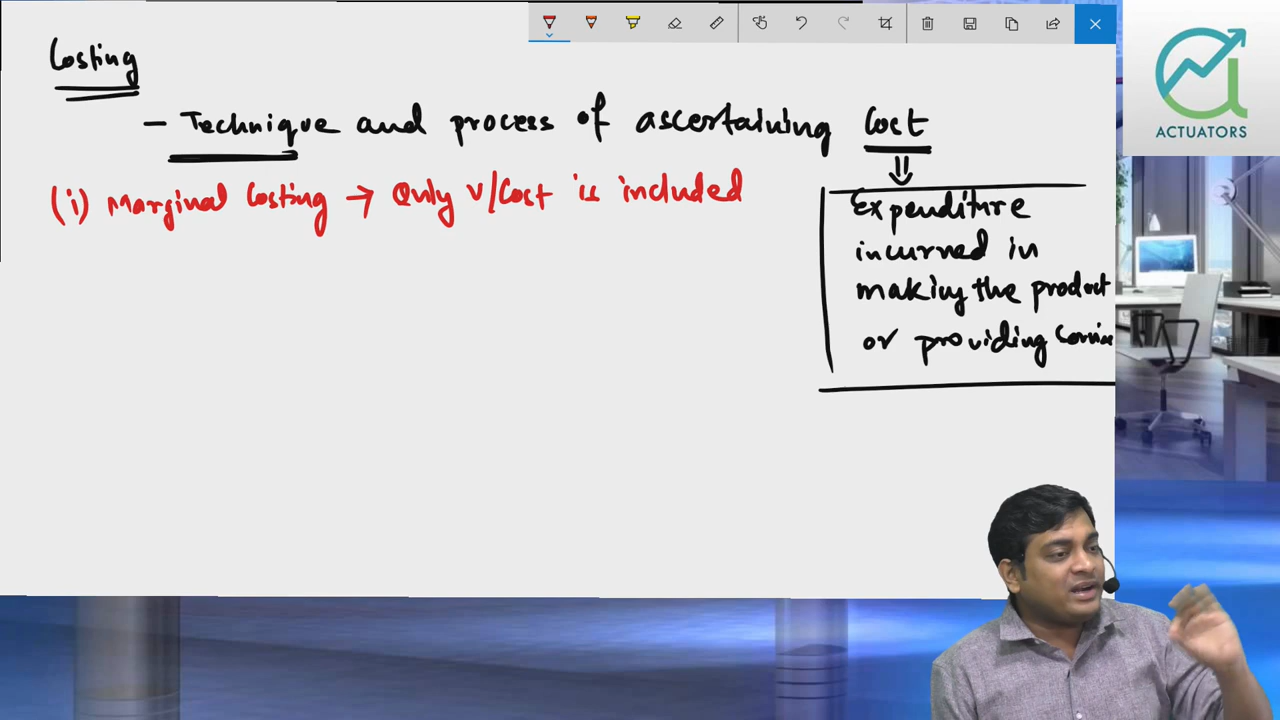 Costing
- Technique and process of ascertaining Cost
(i) Marginal Costing → Only V/Cost is included
Expenditure
incurred in
making the product
or providing Service
ACTUATORS